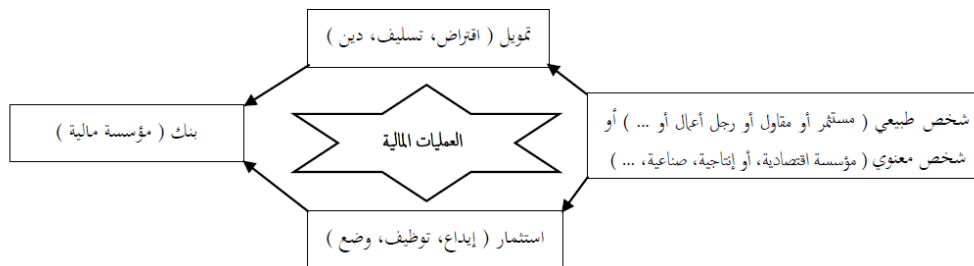 تمويل ( اقتراض، تسليف، دين )
شخص طبيعي ( مستثمر أو مقاول أو رجل أعمال أو ... ) أو
شخص معنوي ( مؤسسة اقتصادية، أو إنتاجية، صناعية، ... )
العمليات المالية
بنك ( مؤسسة مالية )
استثمار ( إيداع، توظيف، وضع )